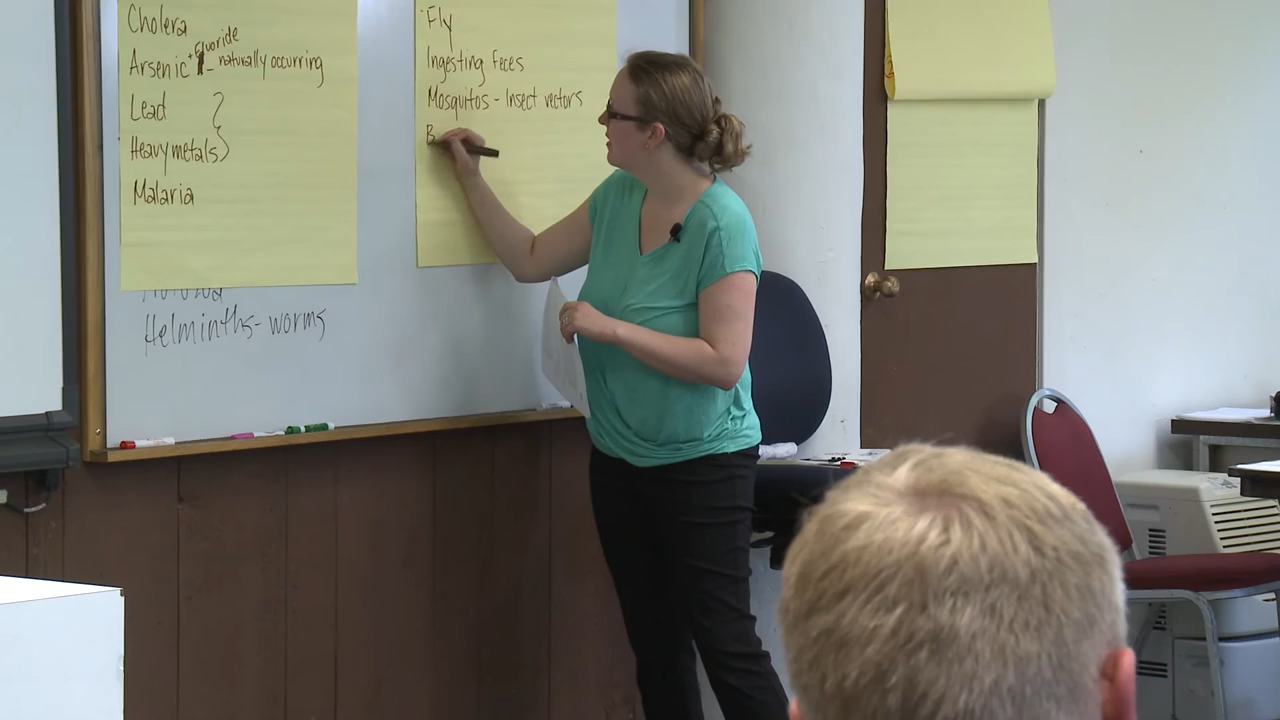 Cholera
Arsenic + Fluoride - naturally occurring
Lead
Heavy metals
Malaria
Helminths - worms
Fly
Ingesting feces
Mosquitos - Insect vectors
B